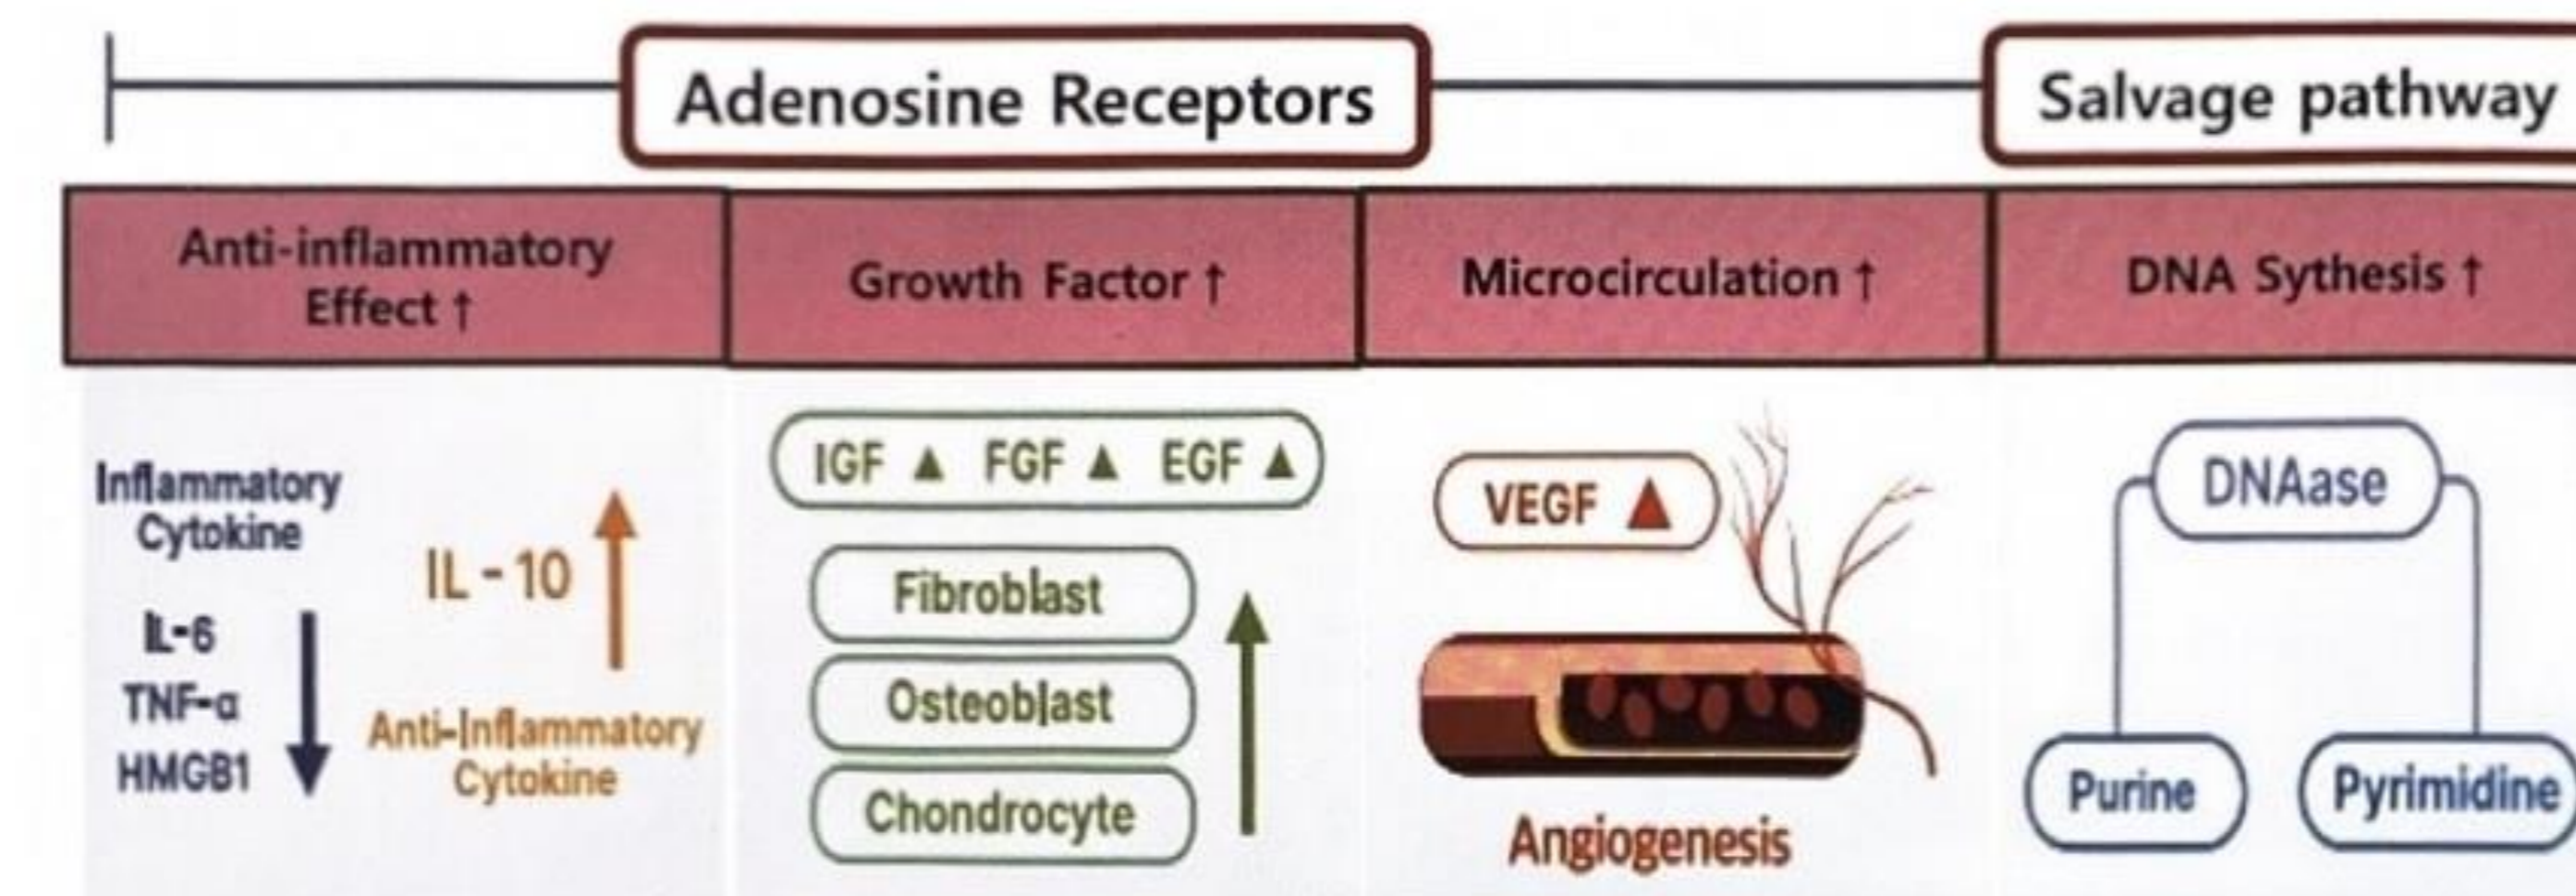 Adenosine Receptors
Salvage pathway
Anti-inflammatory
Effect ↑
Growth Factor ↑
Microcirculation ↑
DNA Sythesis ↑
Inflammatory
Cytokine
IL-6
TNF-α
HMGB1
IL - 10
Anti-Inflammatory
Cytokine
IGF ▲ FGF ▲ EGF ▲
Fibroblast
Osteoblast
Chondrocyte
VEGF ▲
Angiogenesis
DNAase
Purine
Pyrimidine